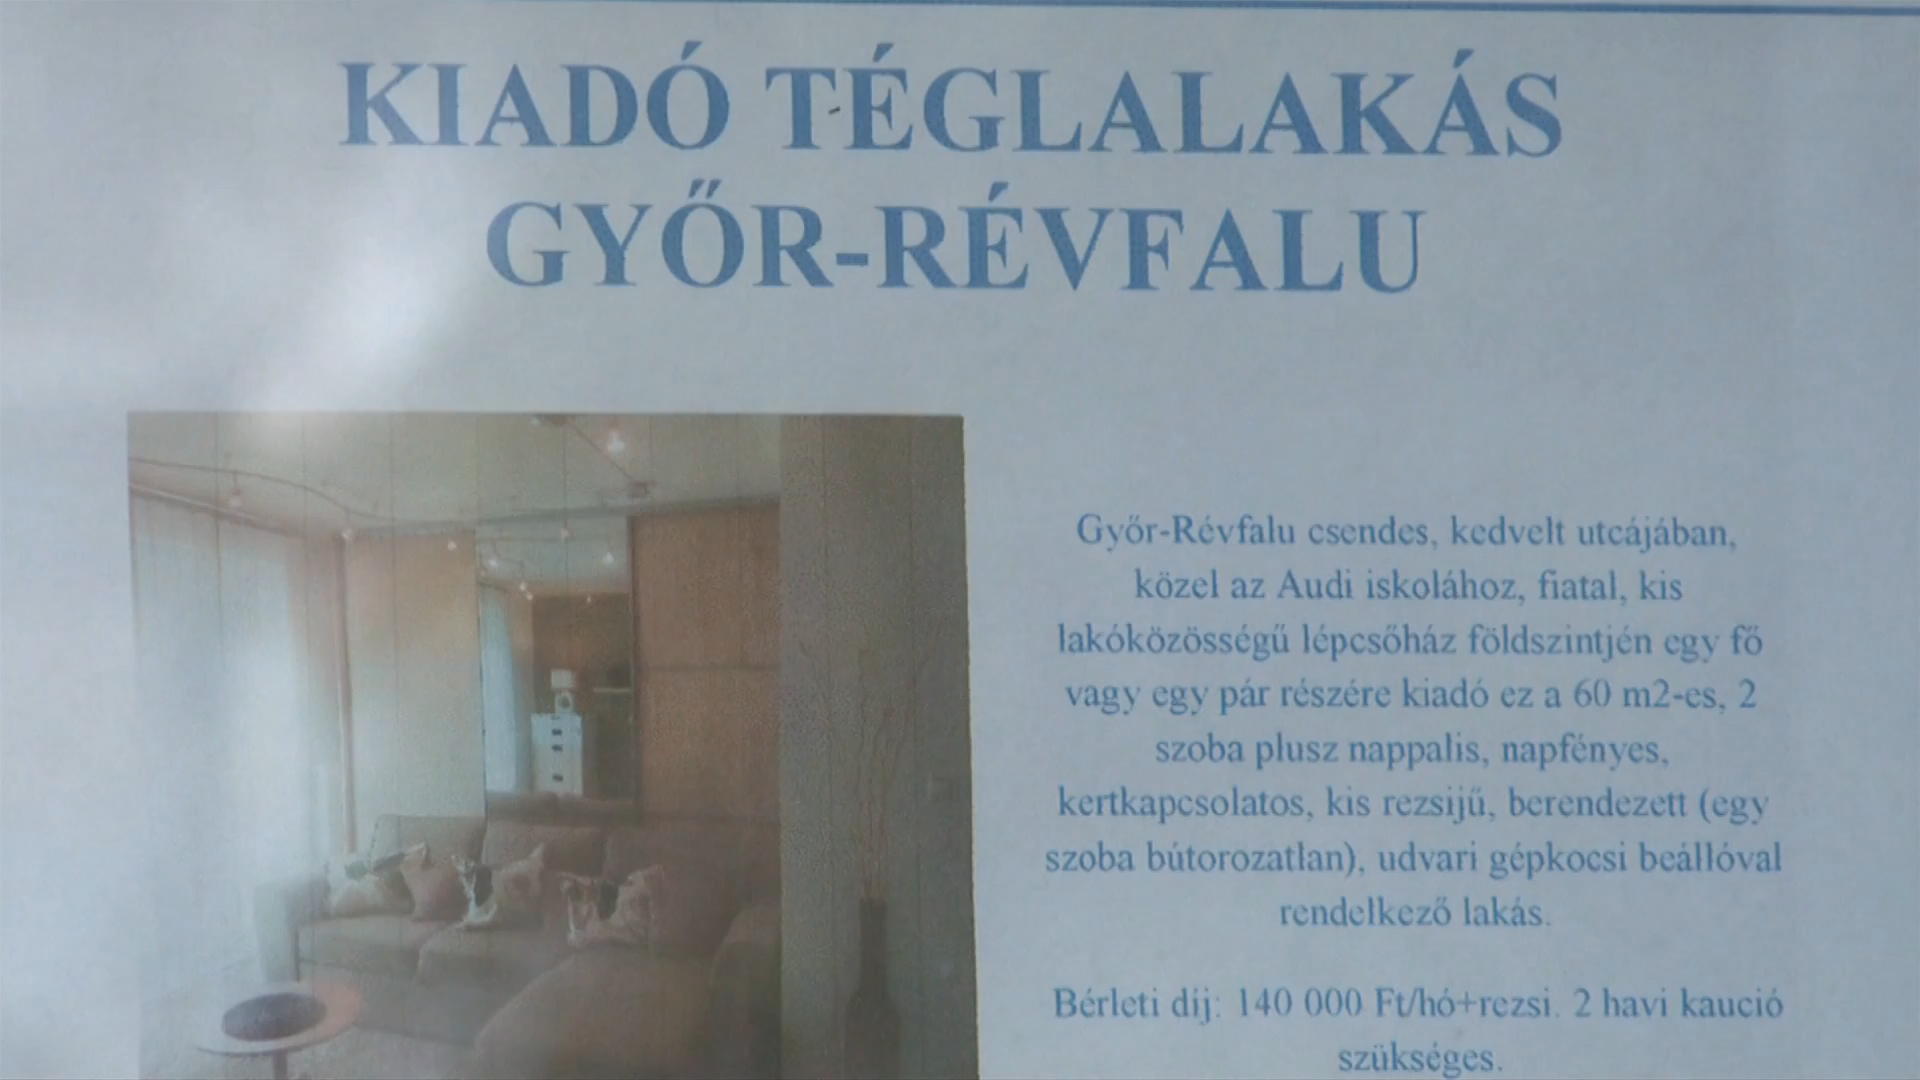 KIADÓ TÉGLALAKÁS
GYŐR-RÉVFALU
Győr-Révfalu csendes, kedvelt utcájában,
közel az Audi iskolához, fiatal, kis
lakóközösségű lépcsőház földszintjén egy fő
vagy egy pár részére kiadó ez a 60 m2-es, 2
szoba plusz nappalis, napfényes,
kertkapcsolatos, kis rezsijű, berendezett (egy
szoba bútorozatlan), udvari gépkocsi beállóval
rendelkező lakás.
Bérleti díj: 140 000 Ft/hó+rezsi. 2 havi kaució
szükséges.